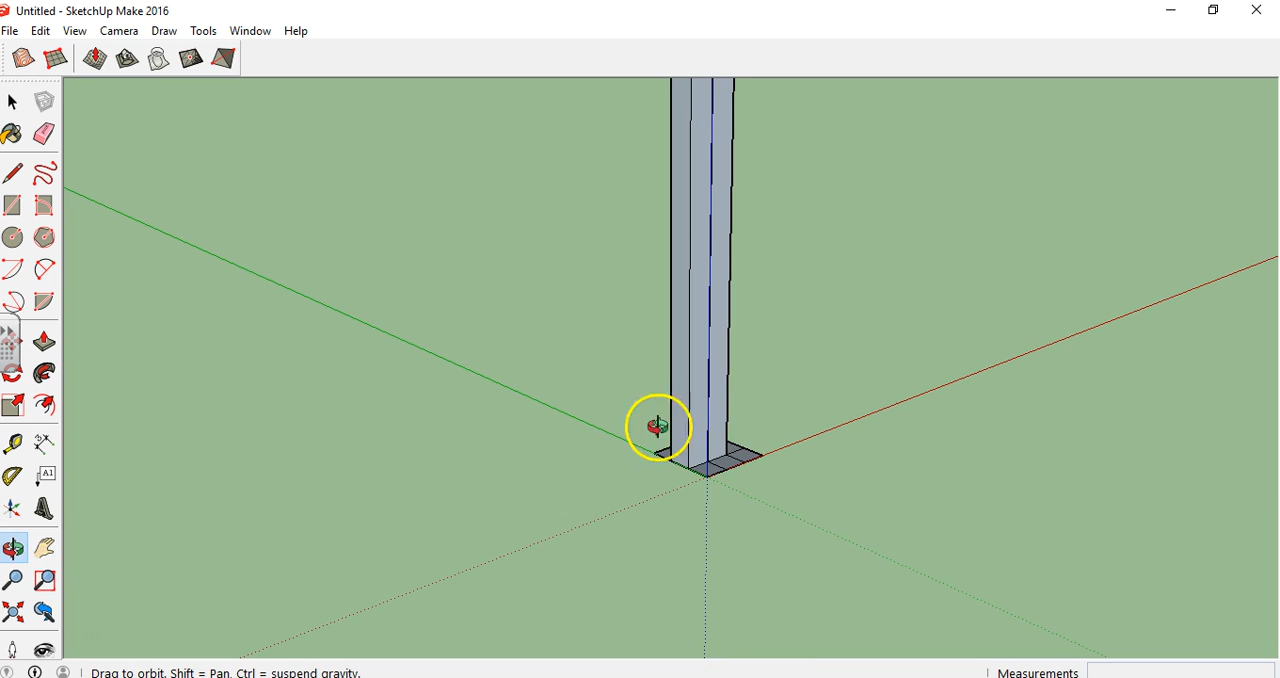 Untitled - SketchUp Make 2016
File Edit View Camera Draw Tools Window Help
A1
Drag to orbit. Shift = Pan, Ctrl = suspend gravity.
Measurements